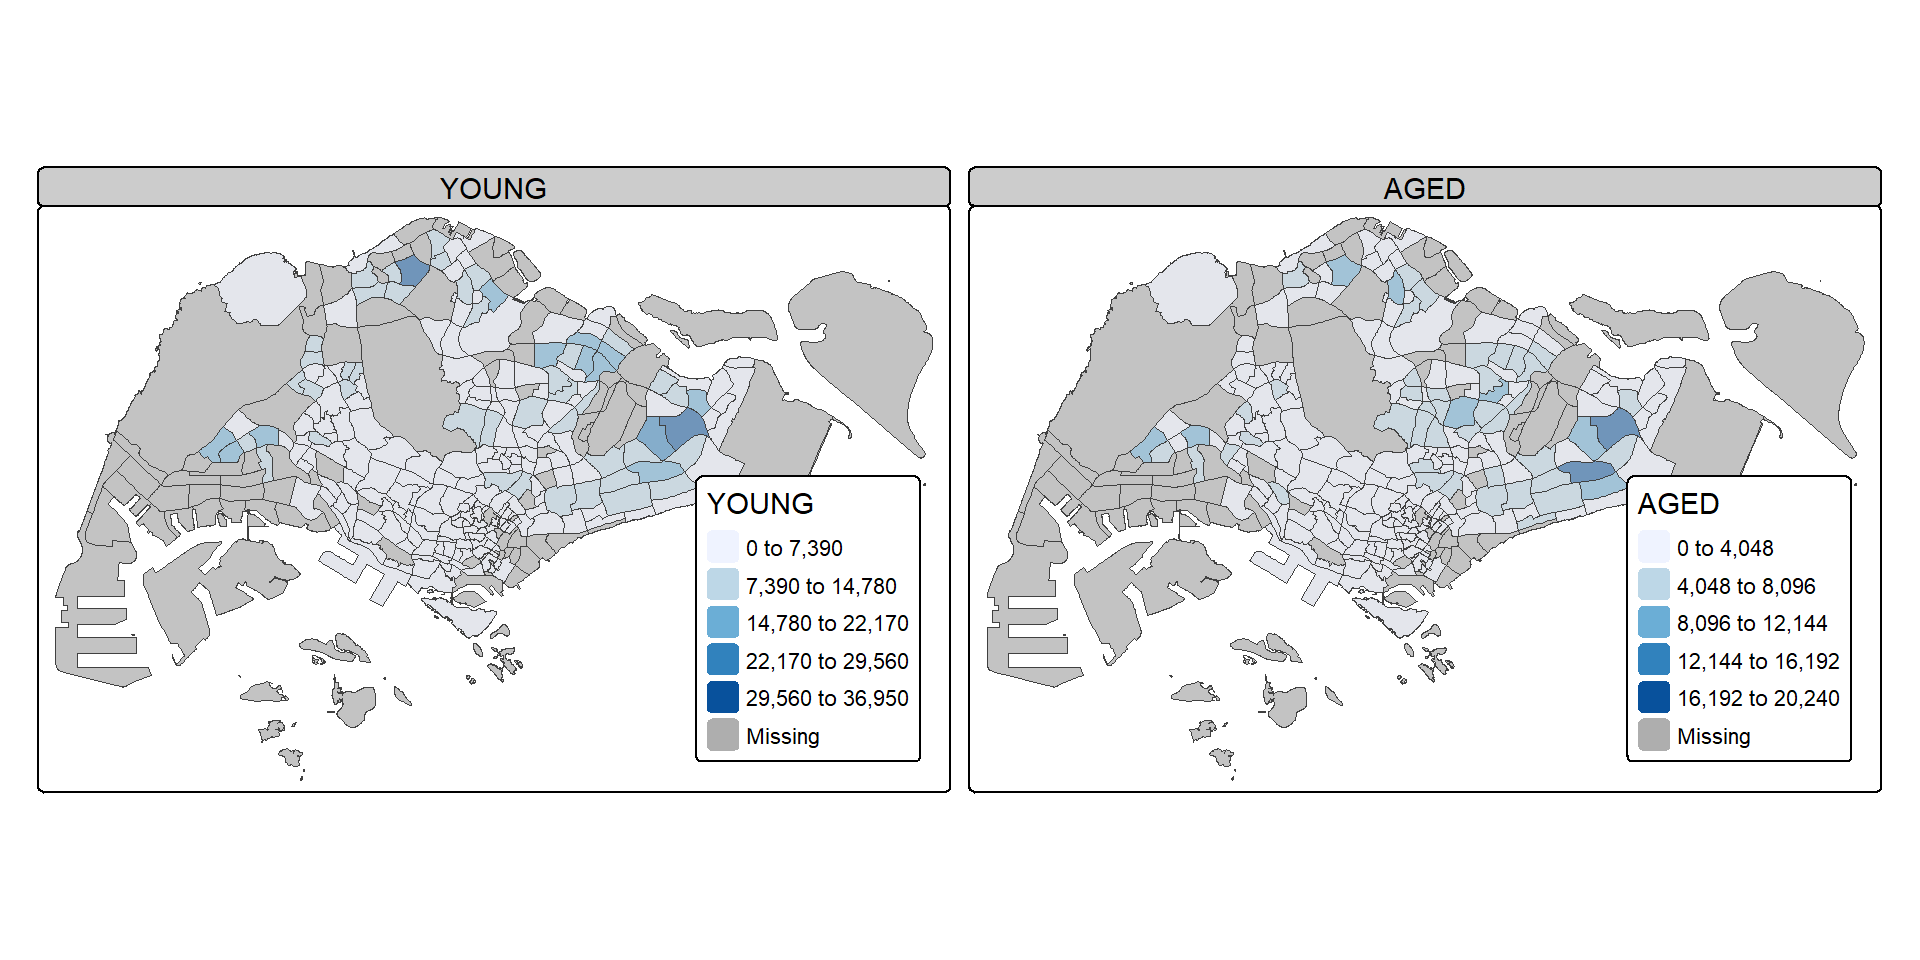 YOUNG
YOUNG
0 to 7,390
7,390 to 14,780
14,780 to 22,170
22,170 to 29,560
29,560 to 36,950
Missing
AGED
AGED
0 to 4,048
4,048 to 8,096
8,096 to 12,144
12,144 to 16,192
16,192 to 20,240
Missing